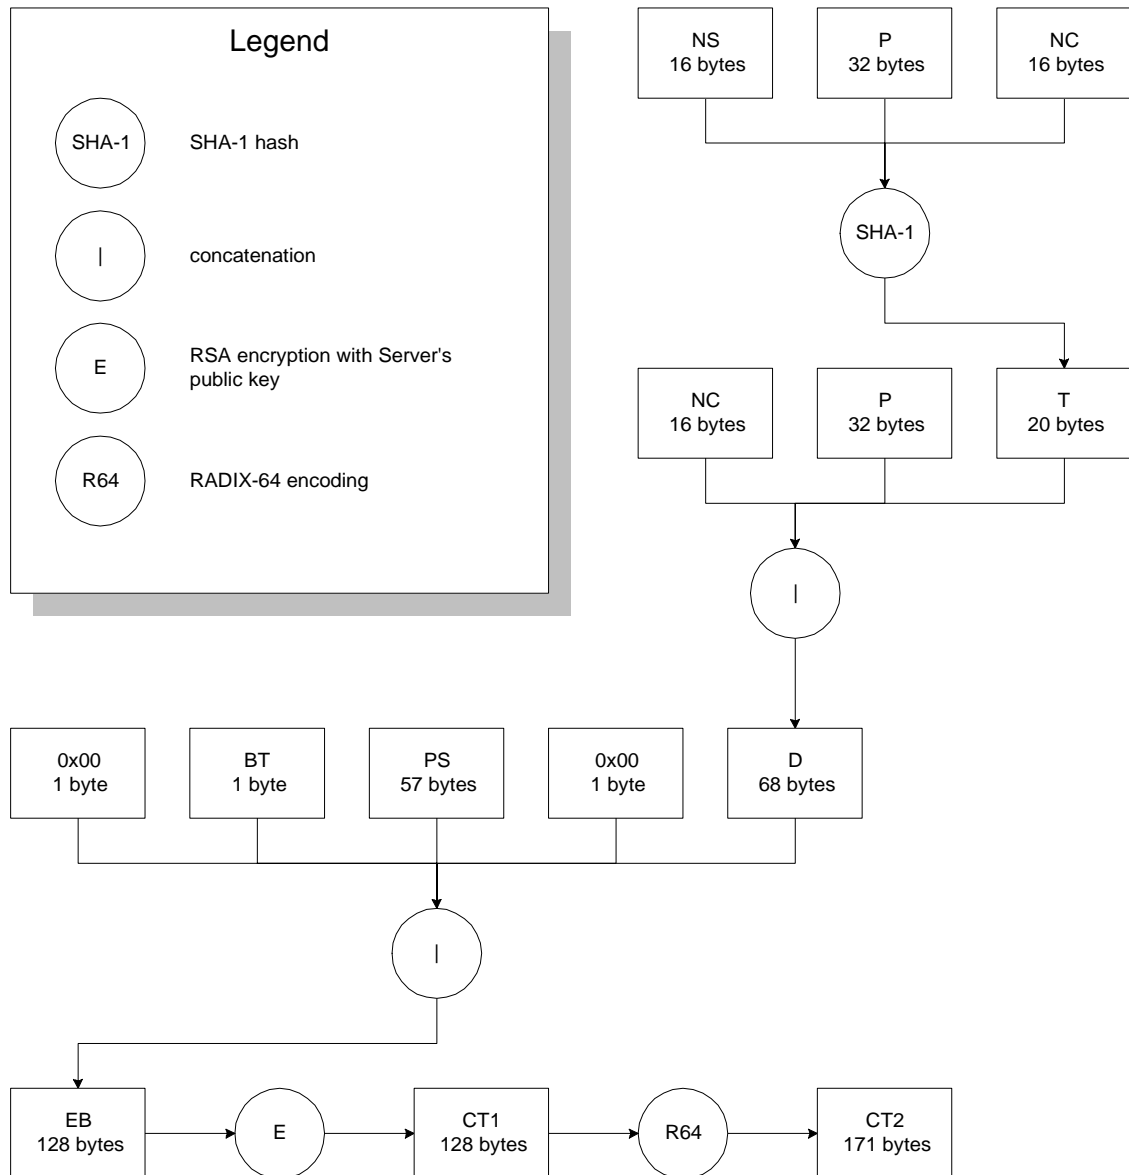 Legend
SHA-1
SHA-1 hash
|
concatenation
E
RSA encryption with Server's
public key
R64
RADIX-64 encoding
NS
16 bytes
P
32 bytes
NC
16 bytes
SHA-1
NC
16 bytes
P
32 bytes
T
20 bytes
|
0x00
1 byte
BT
1 byte
PS
57 bytes
0x00
1 byte
D
68 bytes
|
EB
128 bytes
E
CT1
128 bytes
R64
CT2
171 bytes